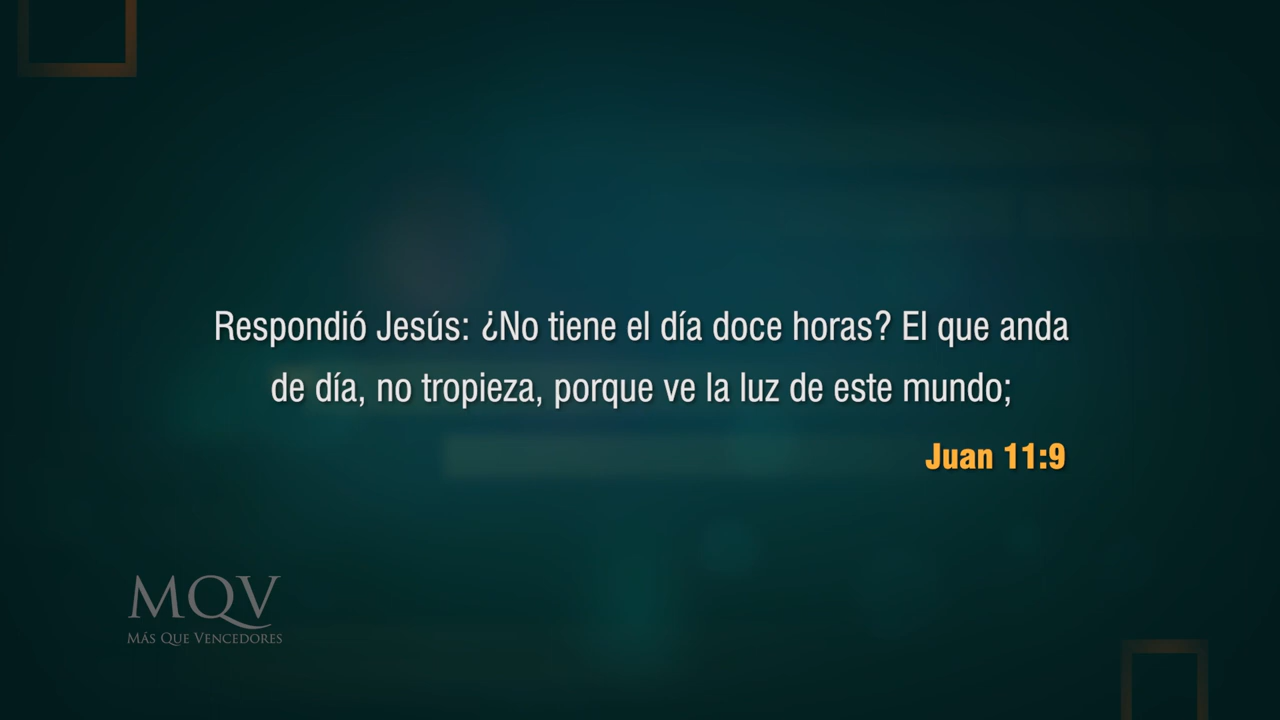 Respondió Jesús: ¿No tiene el día doce horas? El que anda
de día, no tropieza, porque ve la luz de este mundo;
Juan 11:9
MQV
MÁS QUE VENCEDORES